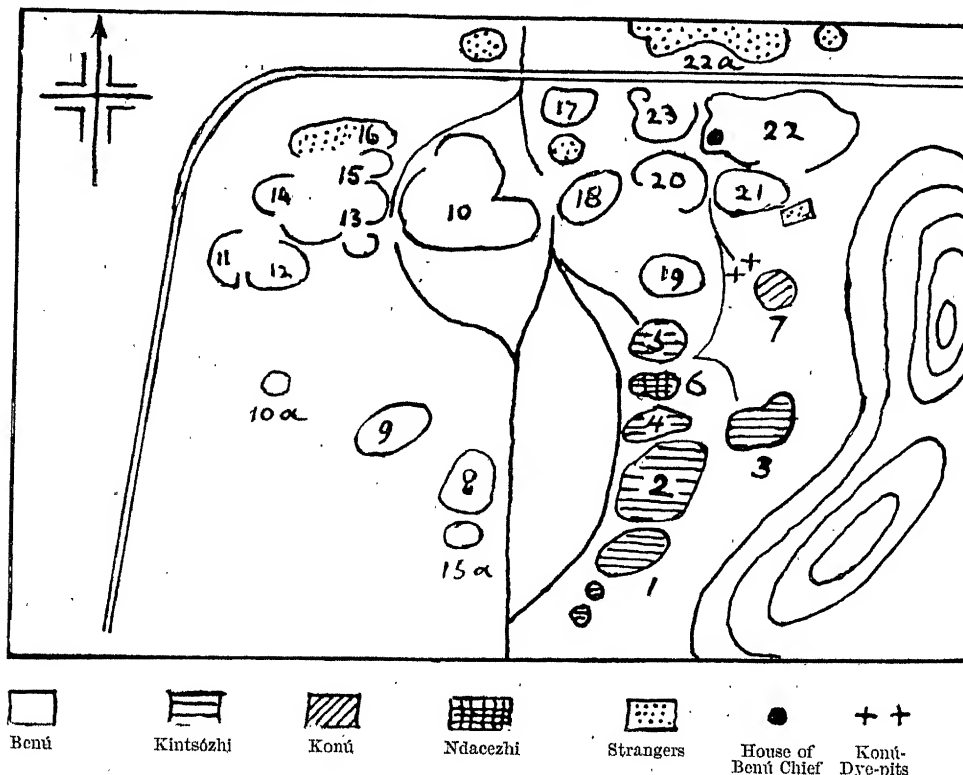 22a
17
23
22
16
15
20
21
14
18
10
13
11
12
19
7
5
10a
6
9
4
3
8
2
15a
1
Benú
Kintsózhi
Konú
Ndacezhi
Strangers
House of
Benú Chief
Konú-
Dye-pits